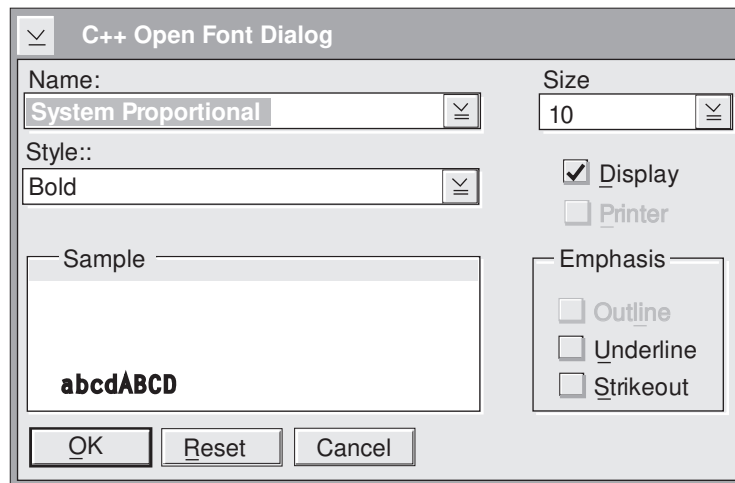 C++ Open Font Dialog
Name:
System Proportional
Size
10
Style::
Bold
Display
Printer
Sample
abcdABCD
Emphasis
Outline
Underline
Strikeout
OK
Reset
Cancel